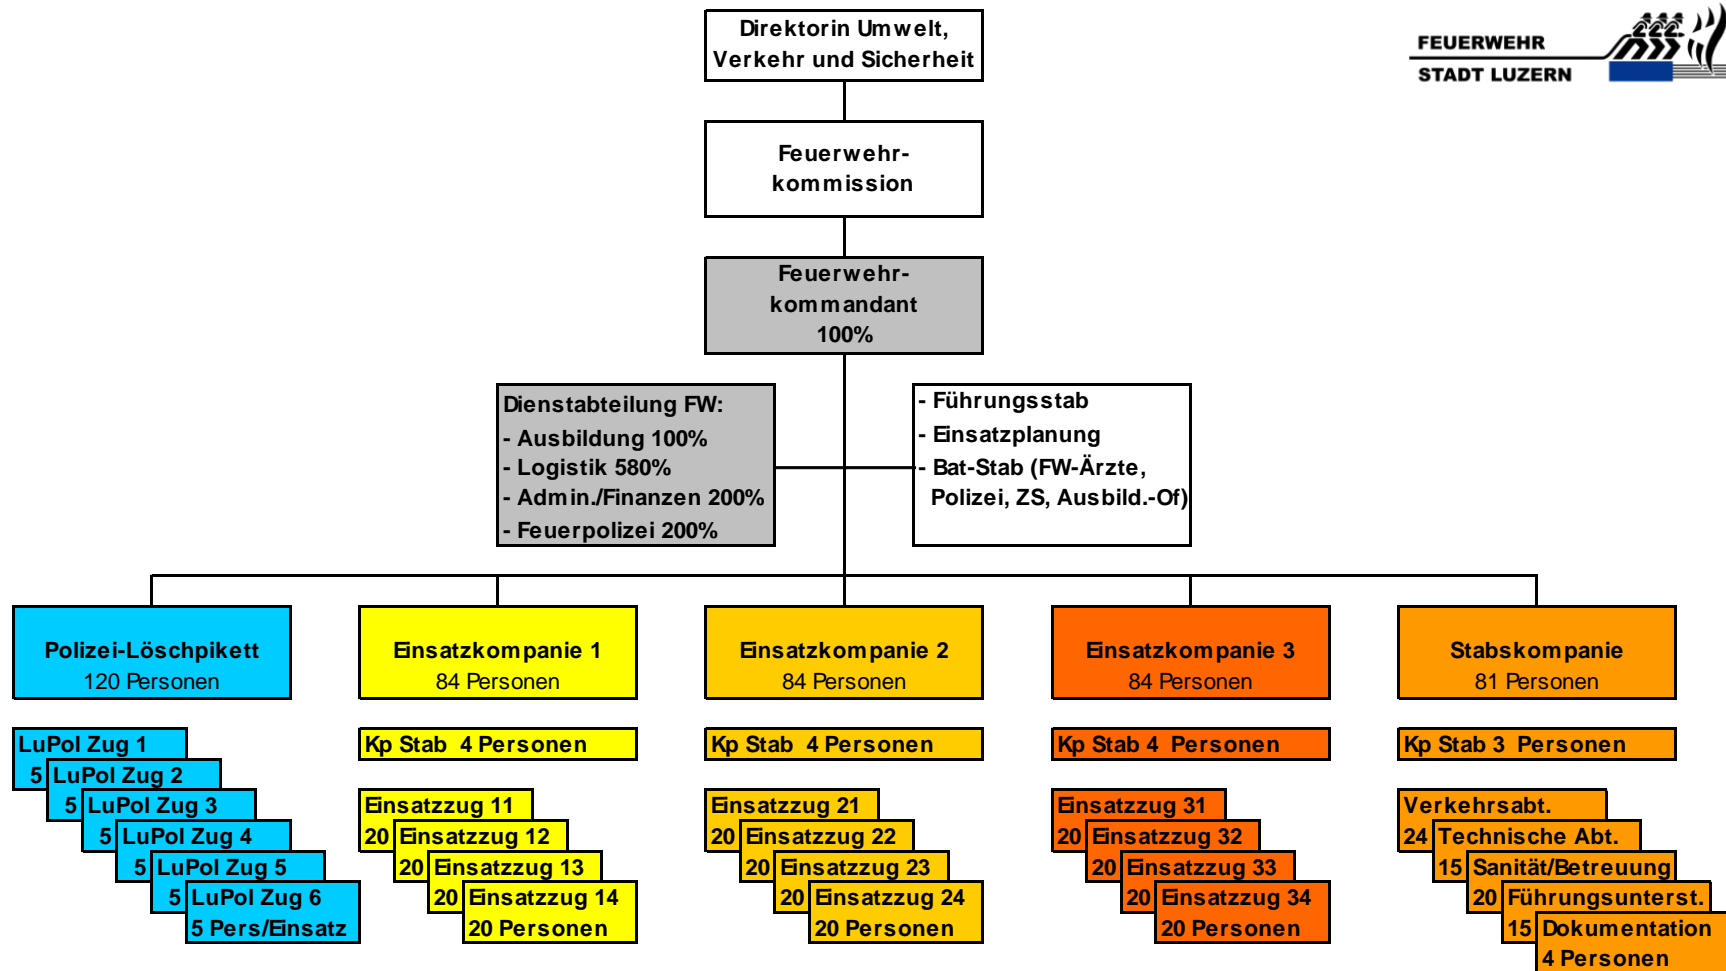 Direktorin Umwelt,
Verkehr und Sicherheit
FEUERWEHR
STADT LUZERN
Feuerwehr-
kommission
Feuerwehr-
kommandant
100%
Dienstabteilung FW:
- Ausbildung 100%
- Logistik 580%
- Admin./Finanzen 200%
- Feuerpolizei 200%
- Führungsstab
- Einsatzplanung
- Bat-Stab (FW-Ärzte,
Polizei, ZS, Ausbild.-Of)
Polizei-Löschpikett
120 Personen
LuPol Zug 1
5 LuPol Zug 2
5 LuPol Zug 3
5 LuPol Zug 4
5 LuPol Zug 5
5 LuPol Zug 6
5 Pers/Einsatz
Einsatzkompanie 1
84 Personen
Kp Stab 4 Personen
Einsatzzug 11
20 Einsatzzug 12
20 Einsatzzug 13
20 Einsatzzug 14
20 Personen
Einsatzkompanie 2
84 Personen
Kp Stab 4 Personen
Einsatzzug 21
20 Einsatzzug 22
20 Einsatzzug 23
20 Einsatzzug 24
20 Personen
Einsatzkompanie 3
84 Personen
Kp Stab 4 Personen
Einsatzzug 31
20 Einsatzzug 32
20 Einsatzzug 33
20 Einsatzzug 34
20 Personen
Stabskompanie
81 Personen
Kp Stab 3 Personen
Verkehrsabt.
24 Technische Abt.
15 Sanität/Betreuung
20 Führungsunterst.
15 Dokumentation
4 Personen